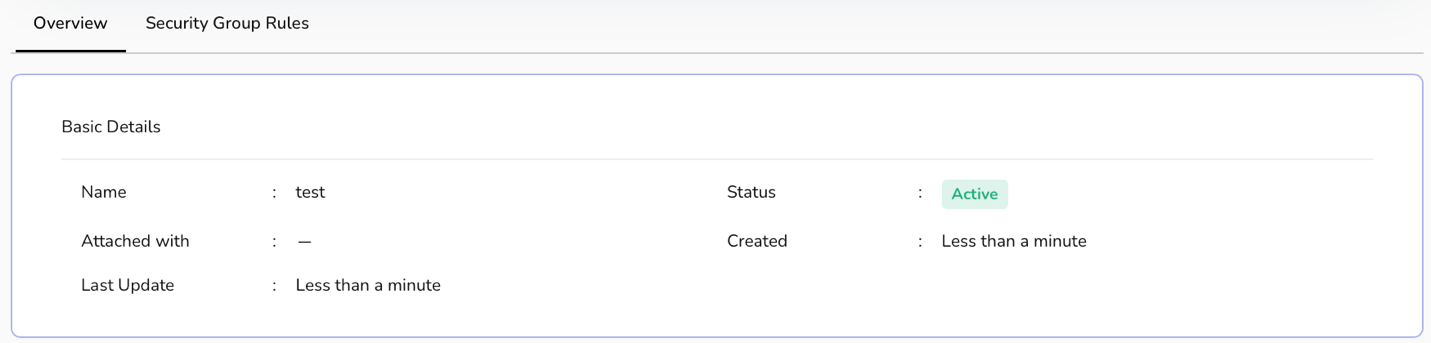 Overview Security Group Rules
Basic Details
Name : test Status : Active
Attached with : — Created : Less than a minute
Last Update : Less than a minute